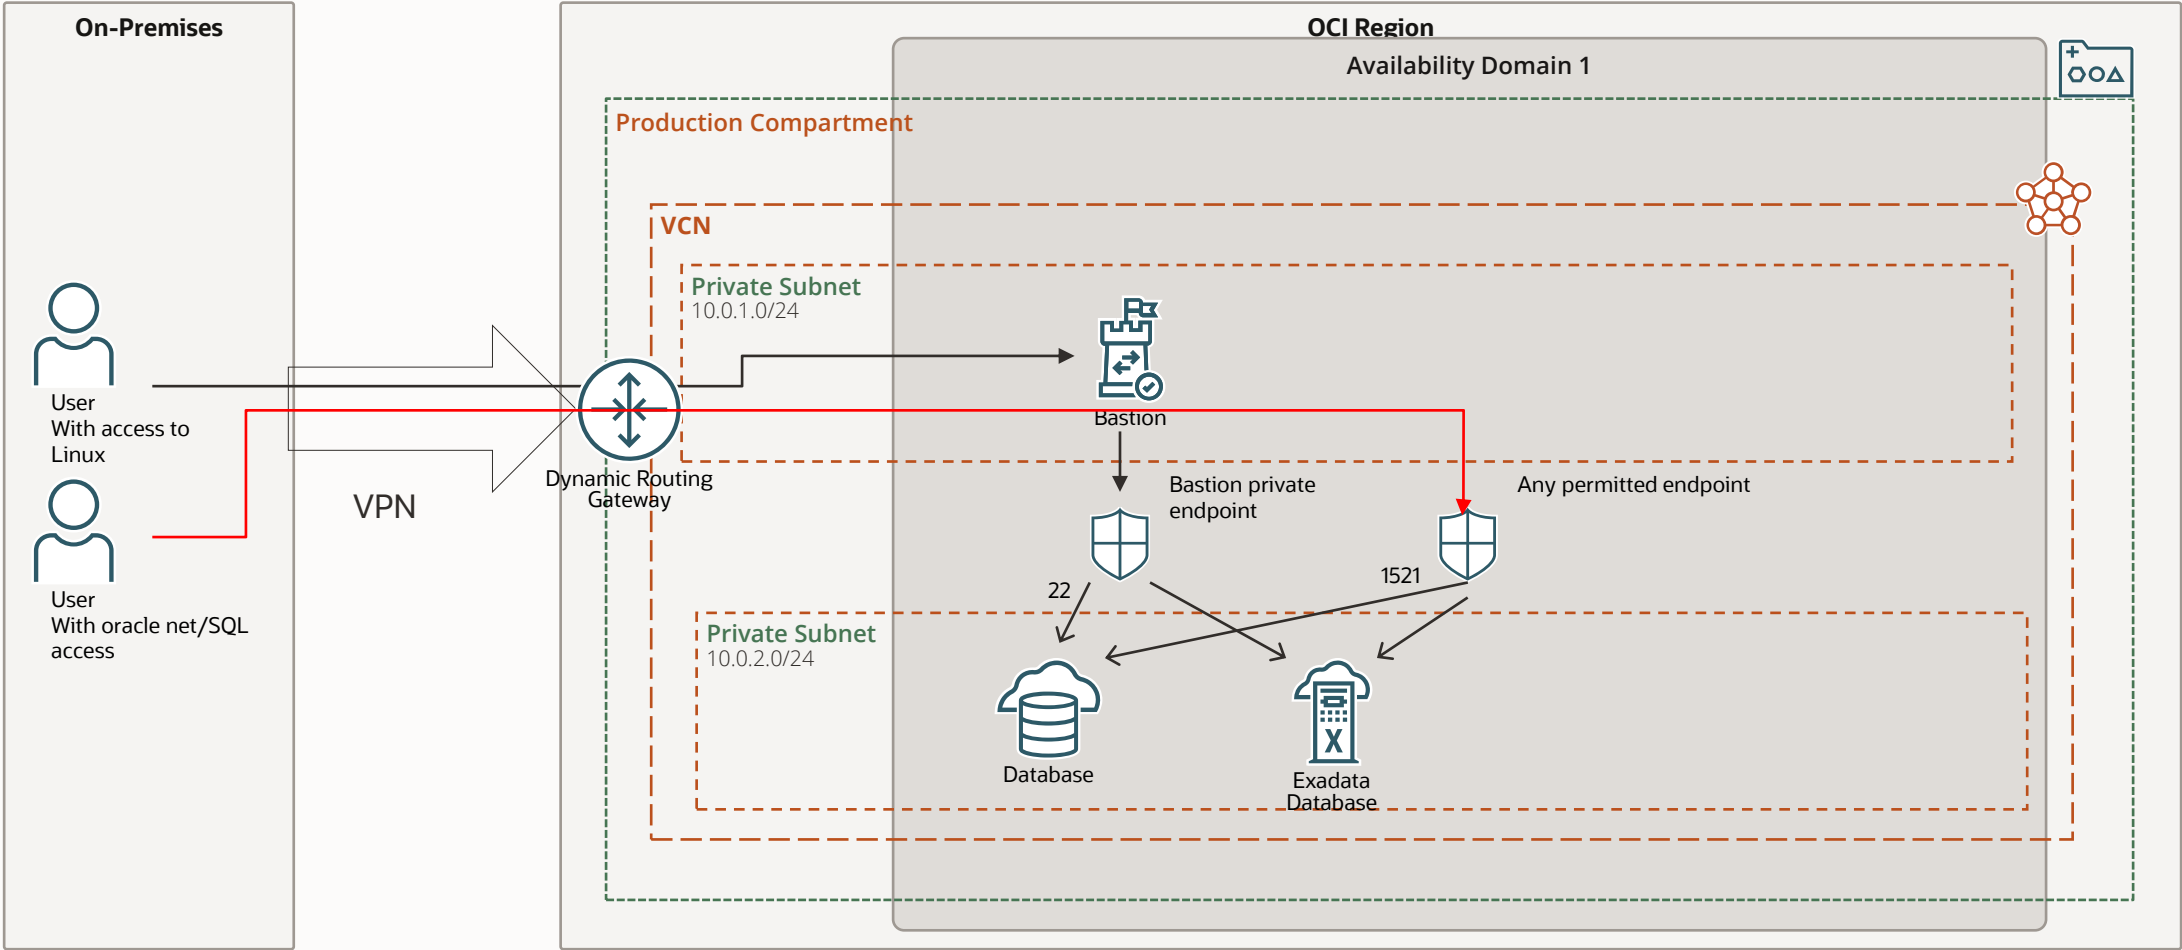 On-Premises
OCI Region
Availability Domain 1
Production Compartment
VCN
Private Subnet
10.0.1.0/24
User
With access to
Linux
Bastion
Dynamic Routing
Gateway
VPN
Bastion private
endpoint
Any permitted endpoint
22
1521
User
With oracle net/SQL
access
Private Subnet
10.0.2.0/24
X
Database
Exadata
Database